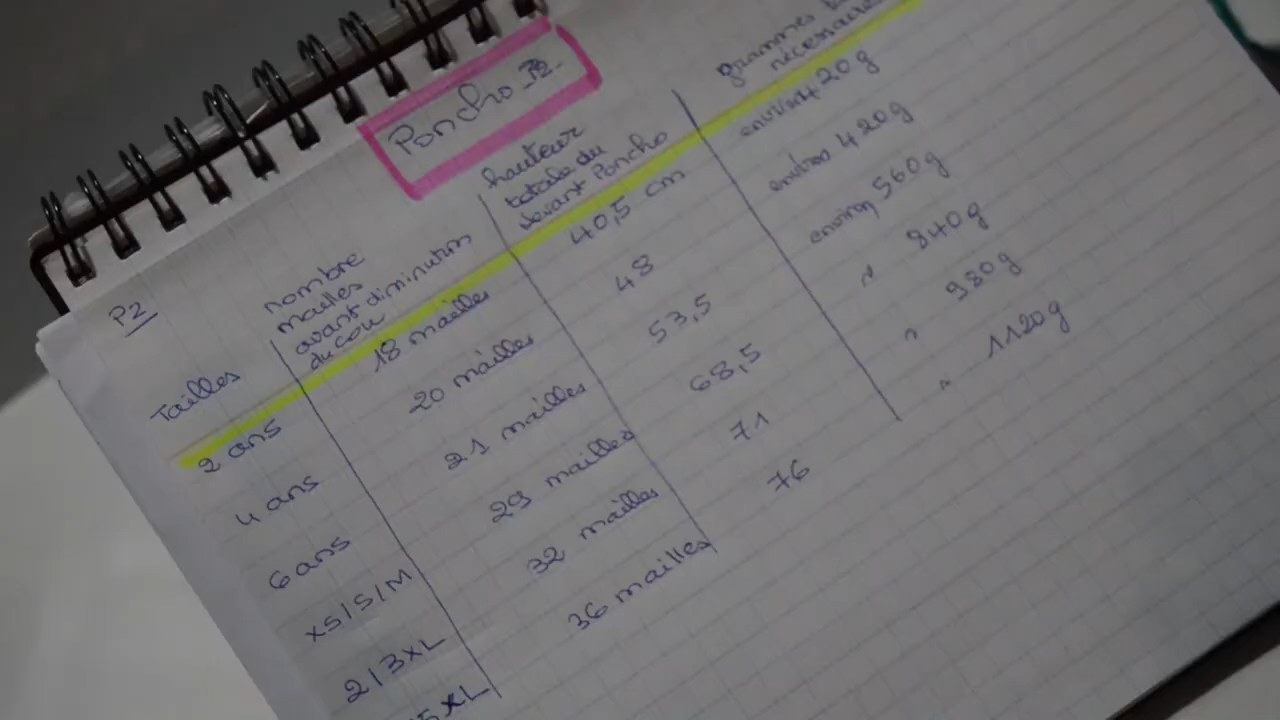 Poncho P2
P2
Tailles
nombre
mailles
avant diminution
du cou
hauteur
totale du
devant Poncho
grammes
nécessaire
2 ans 18 mailles 40,5 cm environ 420g
4 ans 20 mailles 48 environ 420g
6 ans 21 mailles 53,5 environ 560g
XS/S/M 29 mailles 68,5 " 840g
2/3XL 32 mailles 71 " 980g
5XL 36 mailles 76 " 1120g